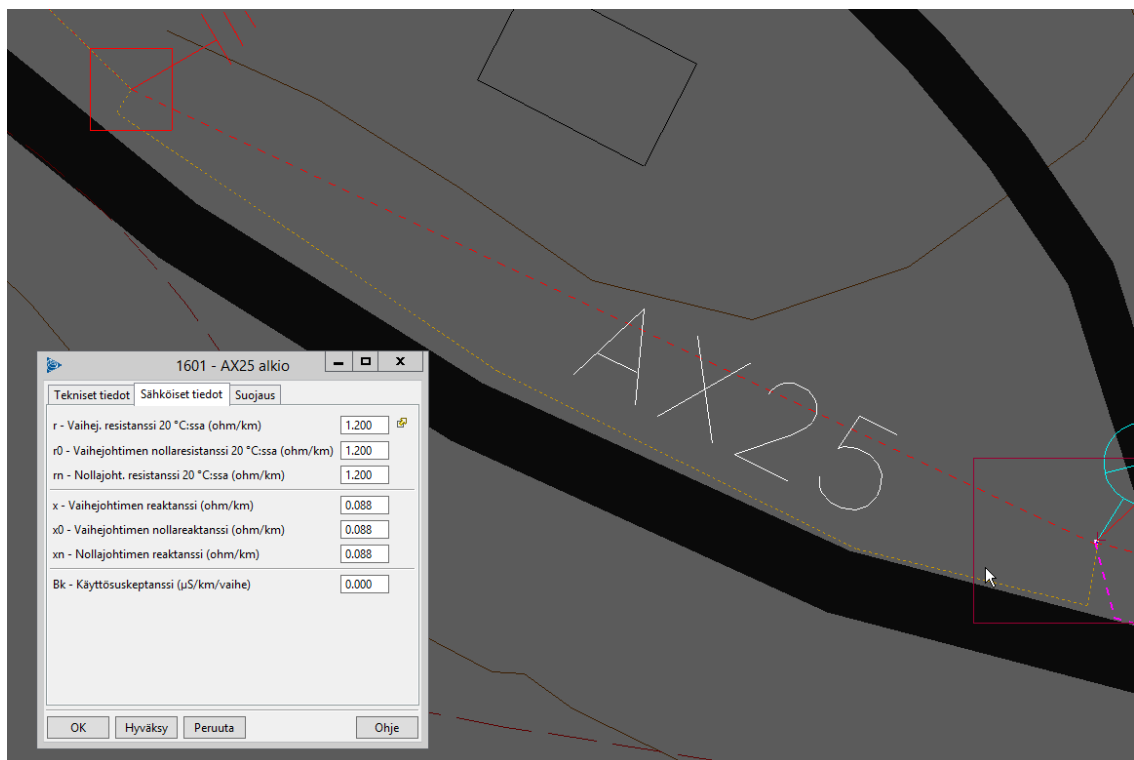 AX25
1601 - AX25 alkio
Tekniset tiedot Sähköiset tiedot Suojaus
r - Vaihej. resistanssi 20 °C:ssa (ohm/km) 1.200
r0 - Vaihejohtimen nollaresistanssi 20 °C:ssa (ohm/km) 1.200
rn - Nollajoht. resistanssi 20 °C:ssa (ohm/km) 1.200
x - Vaihejohtimen reaktanssi (ohm/km) 0.088
x0 - Vaihejohtimen nollareaktanssi (ohm/km) 0.088
xn - Nollajohtimen reaktanssi (ohm/km) 0.088
Bk - Käyttösuskeptanssi (µS/km/vaihe) 0.000
OK Hyväksy Peruuta Ohje